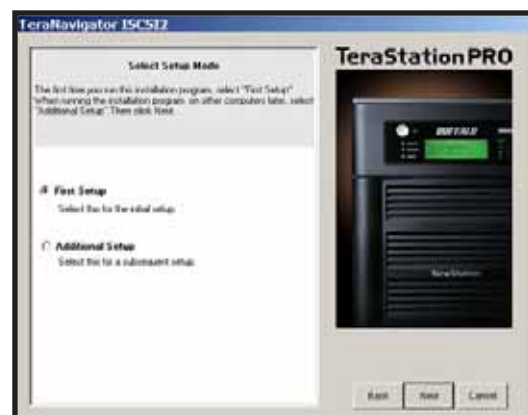 TeraNavigator ISCSI2
Select Setup Mode
The first time you run this installation program, select "First Setup".
When running the installation program on other computers later, select
"Additional Setup". Then click Next.
First Setup
Select this for the initial setup.
Additional Setup
Select this for a subsequent setup.
TeraStation PRO
BUFFALO
TeraStation
Back
Next
Cancel